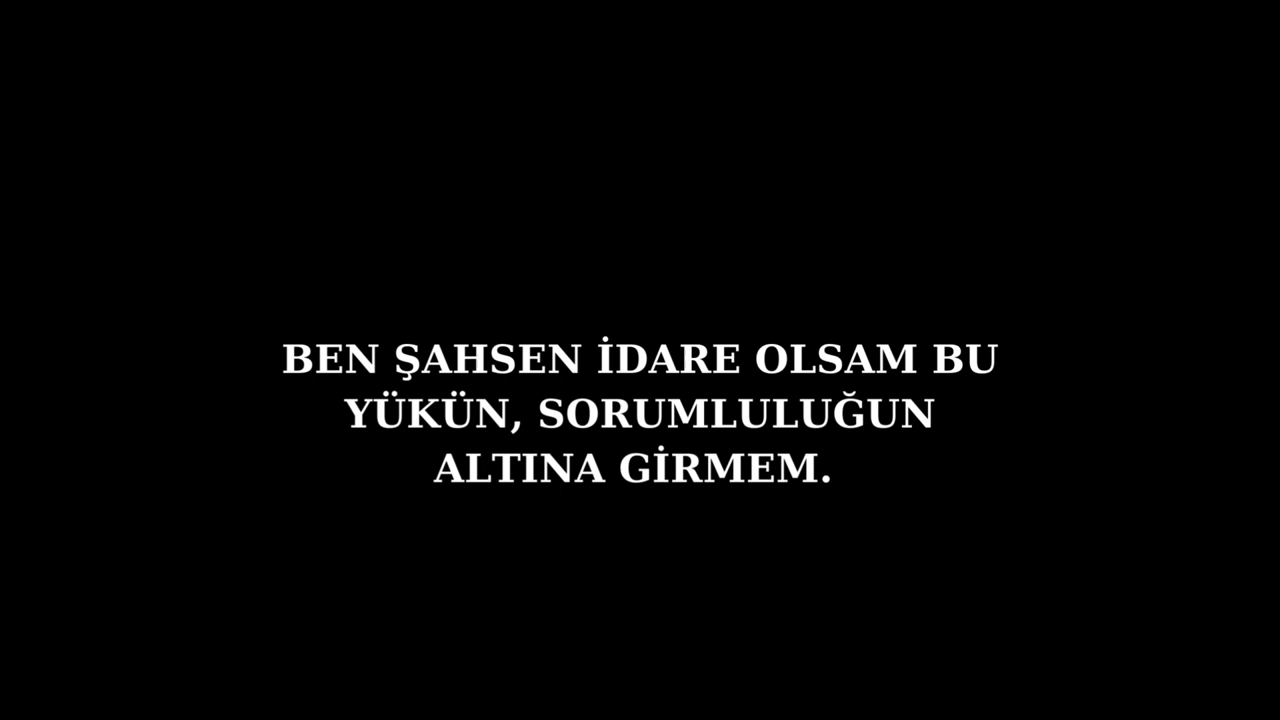 BEN ŞAHSEN İDARE OLSAM BU
YÜKÜN, SORUMLULUĞUN
ALTINA GİRMEM.